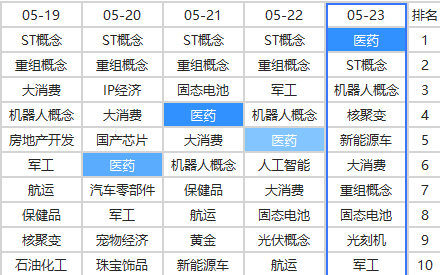 05-19 05-20 05-21 05-22 05-23 排名
ST概念 ST概念 ST概念 ST概念 医药 1
重组概念 重组概念 重组概念 重组概念 ST概念 2
大消费 IP经济 固态电池 军工 机器人概念 3
机器人概念 大消费 医药 机器人概念 核聚变 4
房地产开发 国产芯片 大消费 医药 新能源车 5
军工 医药 机器人概念 人工智能 大消费 6
航运 汽车零部件 保健品 大消费 重组概念 7
保健品 军工 航运 固态电池 固态电池 8
核聚变 宠物经济 黄金 光伏概念 光刻机 9
石油化工 珠宝饰品 新能源车 航运 军工 10